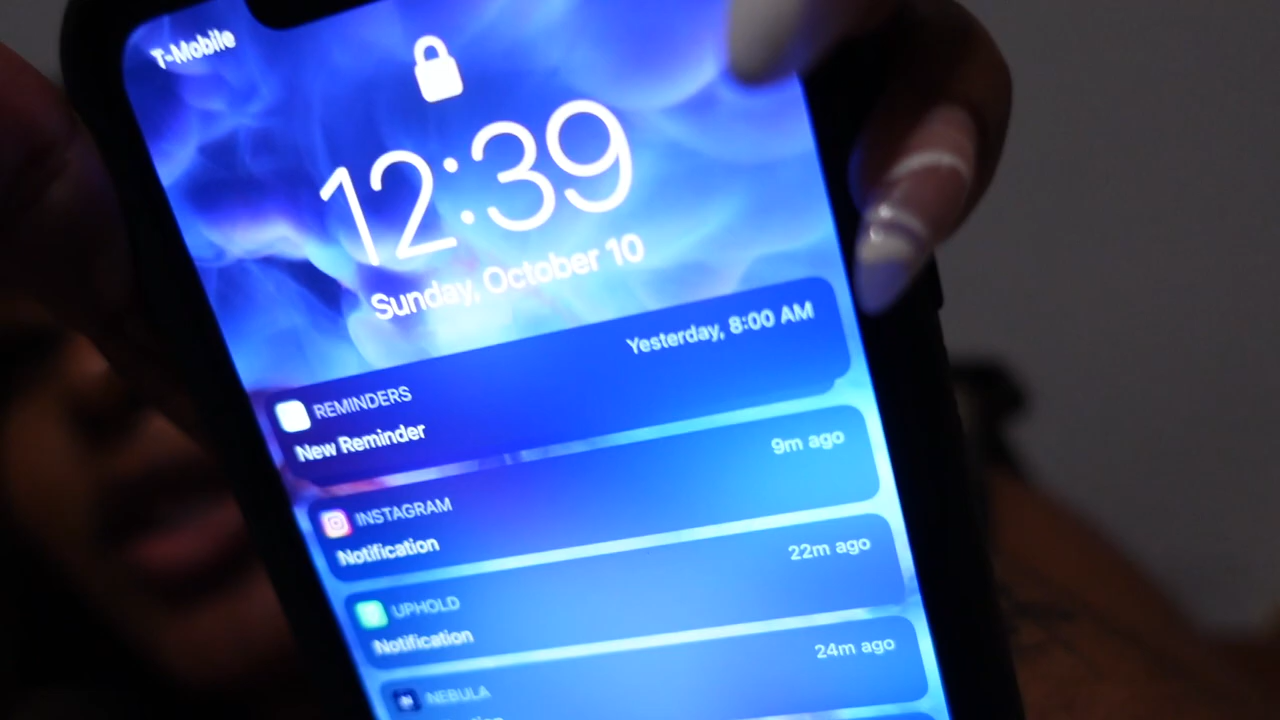 T-Mobile
12:39
Sunday, October 10
REMINDERS
Yesterday, 8:00 AM
New Reminder
INSTAGRAM
9m ago
Notification
UPHOLD
22m ago
Notification
NEBULA
24m ago